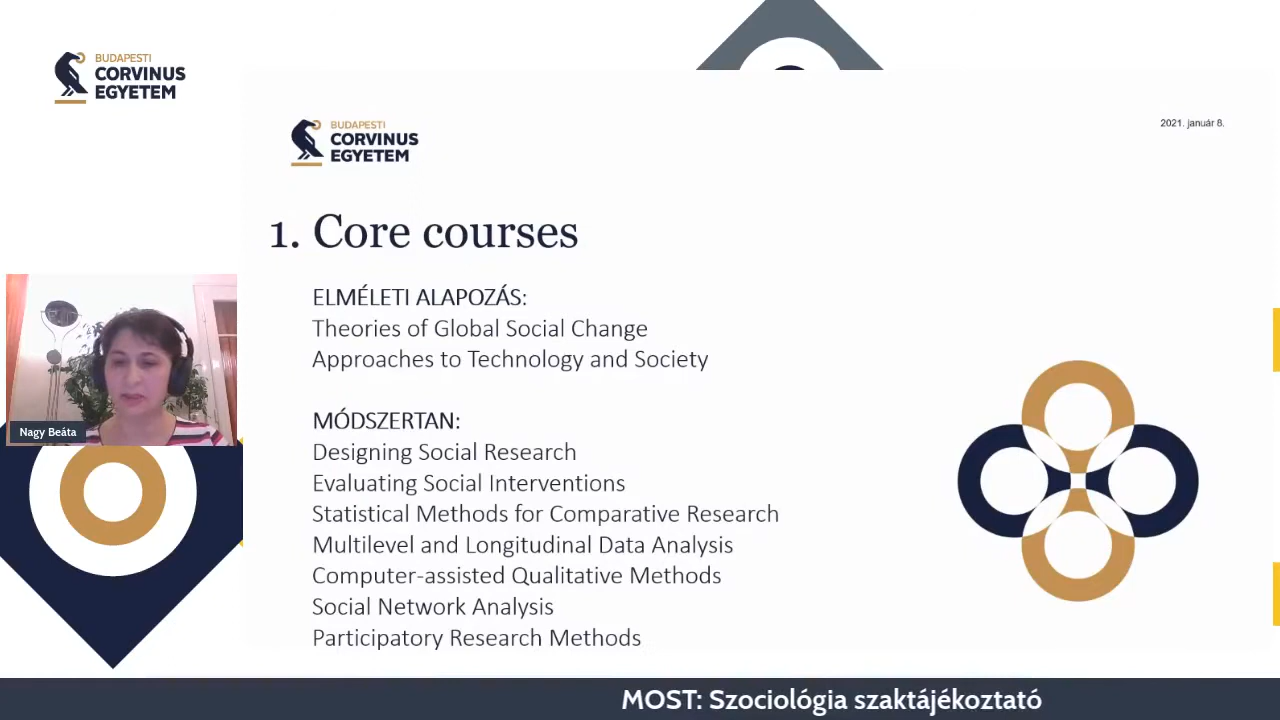 BUDAPESTI
CORVINUS
EGYETEM
BUDAPESTI
CORVINUS
EGYETEM
2021. január 8.
1. Core courses
ELMÉLETI ALAPOZÁS:
Theories of Global Social Change
Approaches to Technology and Society
MÓDSZERTAN:
Designing Social Research
Evaluating Social Interventions
Statistical Methods for Comparative Research
Multilevel and Longitudinal Data Analysis
Computer-assisted Qualitative Methods
Social Network Analysis
Participatory Research Methods
Nagy Beáta
MOST: Szociológia szaktájékoztató